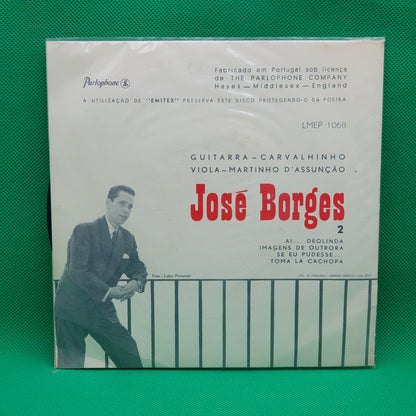 Parlophone
Fabricado em Portugal sob licença
de THE PARLOPHONE COMPANY
Hayes — Middlesex — England
A UTILIZAÇÃO DE "EMITEX" PRESERVA ESTE DISCO PROTEGENDO-O DA POEIRA
LMEP 1068
GUITARRA — CARVALHINHO
VIOLA — MARTINHO D'ASSUNÇÃO
José Borges
2
AI... DEOLINDA
IMAGENS DE OUTRORA
SE EU PUDESSE...
TOMA LÁ CACHOPA